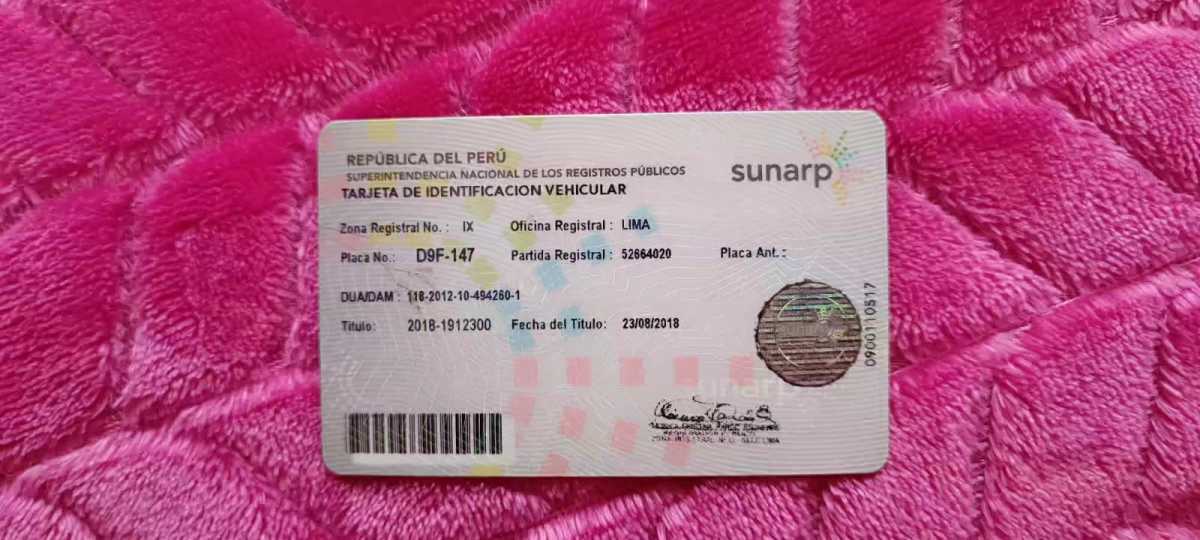 REPÚBLICA DEL PERÚ
SUPERINTENDENCIA NACIONAL DE LOS REGISTROS PÚBLICOS
TARJETA DE IDENTIFICACION VEHICULAR
sunarp
Zona Registral No. : IX Oficina Registral : LIMA
Placa No.: D9F-147 Partida Registral : 52664020 Placa Ant. :
DUA/DAM : 118-2012-10-494260-1
Titulo: 2018-1912300 Fecha del Titulo: 23/08/2018
0900110517
sunarp